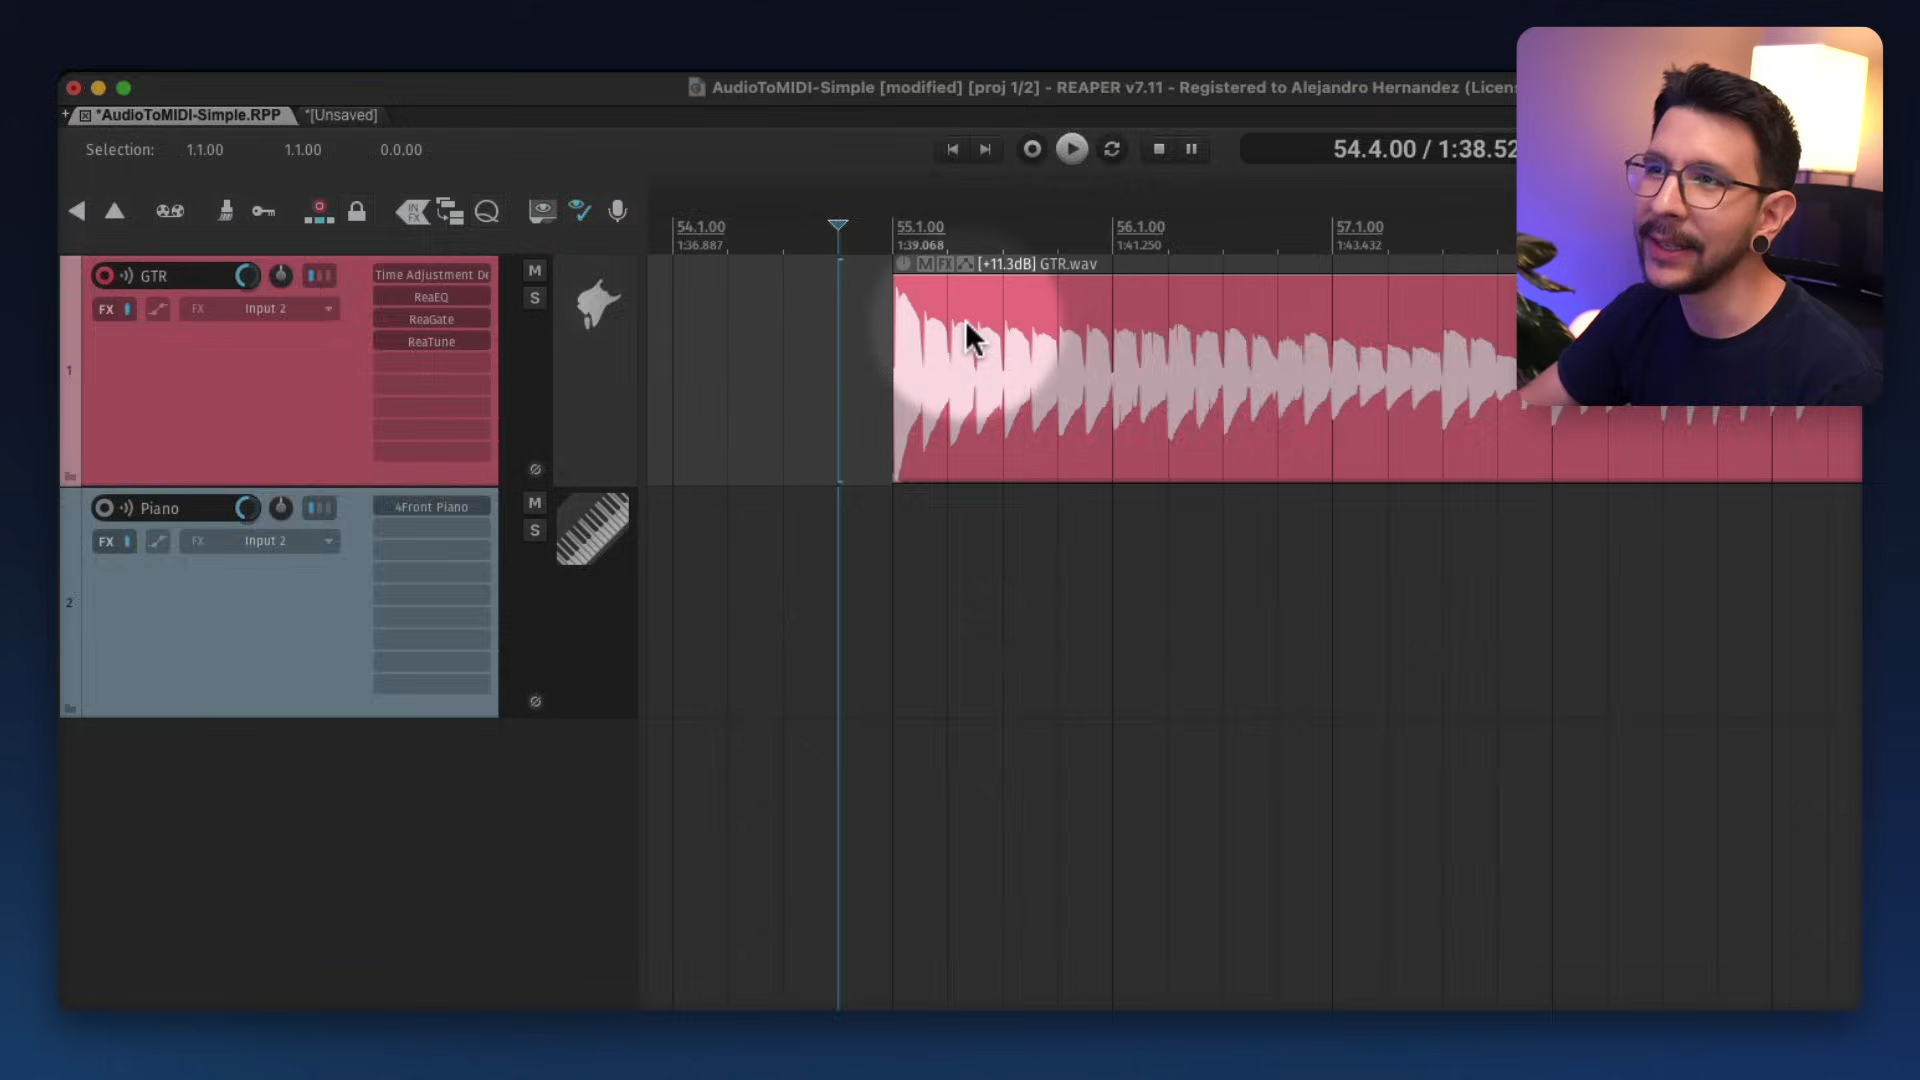 AudioToMIDI-Simple [modified] [proj 1/2] - REAPER v7.11 - Registered to Alejandro Hernandez (Licens
+ *AudioToMIDI-Simple.RPP *[Unsaved]
Selection: 1.1.00 1.1.00 0.0.00
54.4.00 / 1:38.52
IN FX
54.1.00 55.1.00 56.1.00 57.1.00
1:36.887 1:39.068 1:41.250 1:43.432
M FX [+11.3dB] GTR.wav
GTR
Time Adjustment De
M
FX FX Input 2
ReaEQ
S
ReaGate
ReaTune
1
Piano
4Front Piano
M
FX FX Input 2
S
2